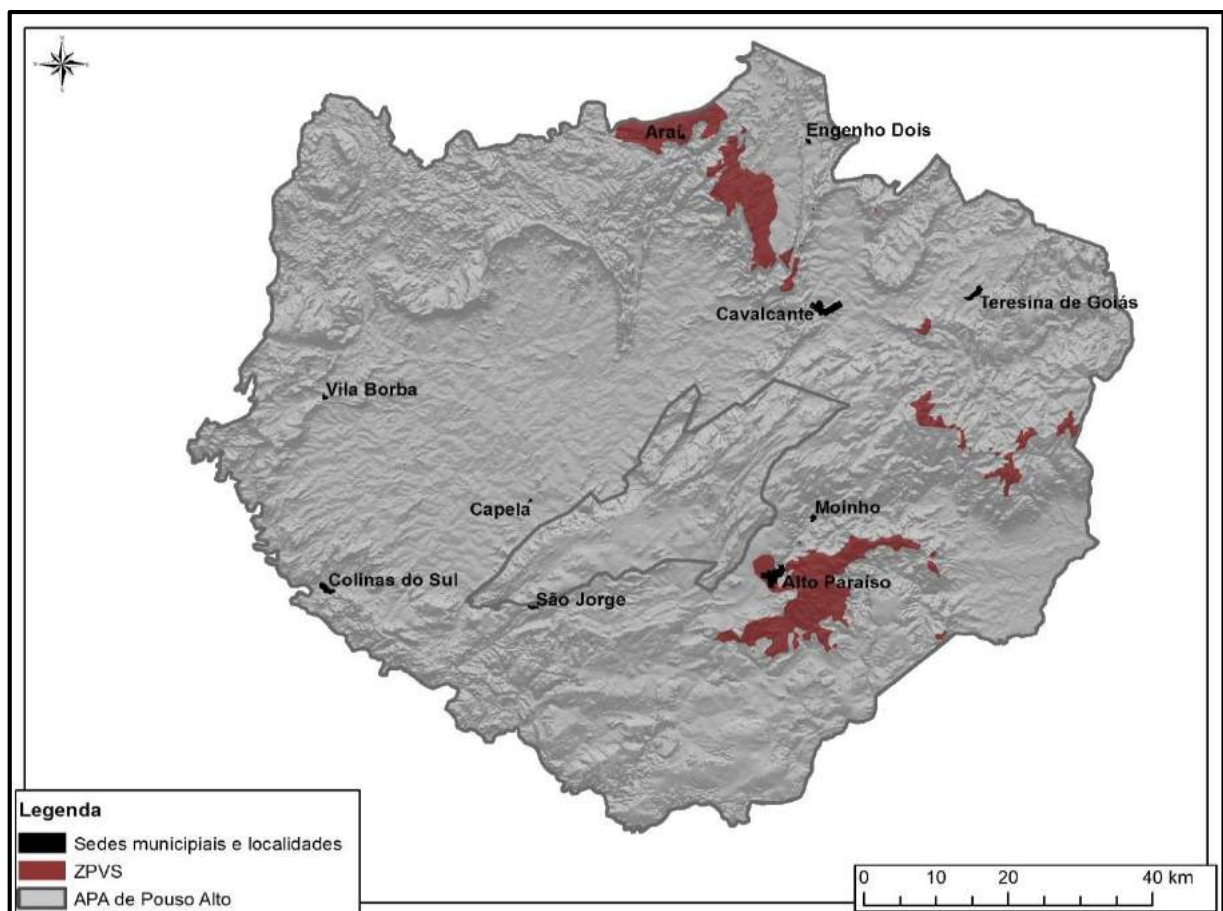 Araí
Engenho Dois
Cavalcante
Teresina de Goiás
Vila Borba
Capela
Moinho
Colinas do Sul
São Jorge
Alto Paraíso
Legenda
Sedes municipiais e localidades
ZPVS
APA de Pouso Alto
0 10 20 40 km